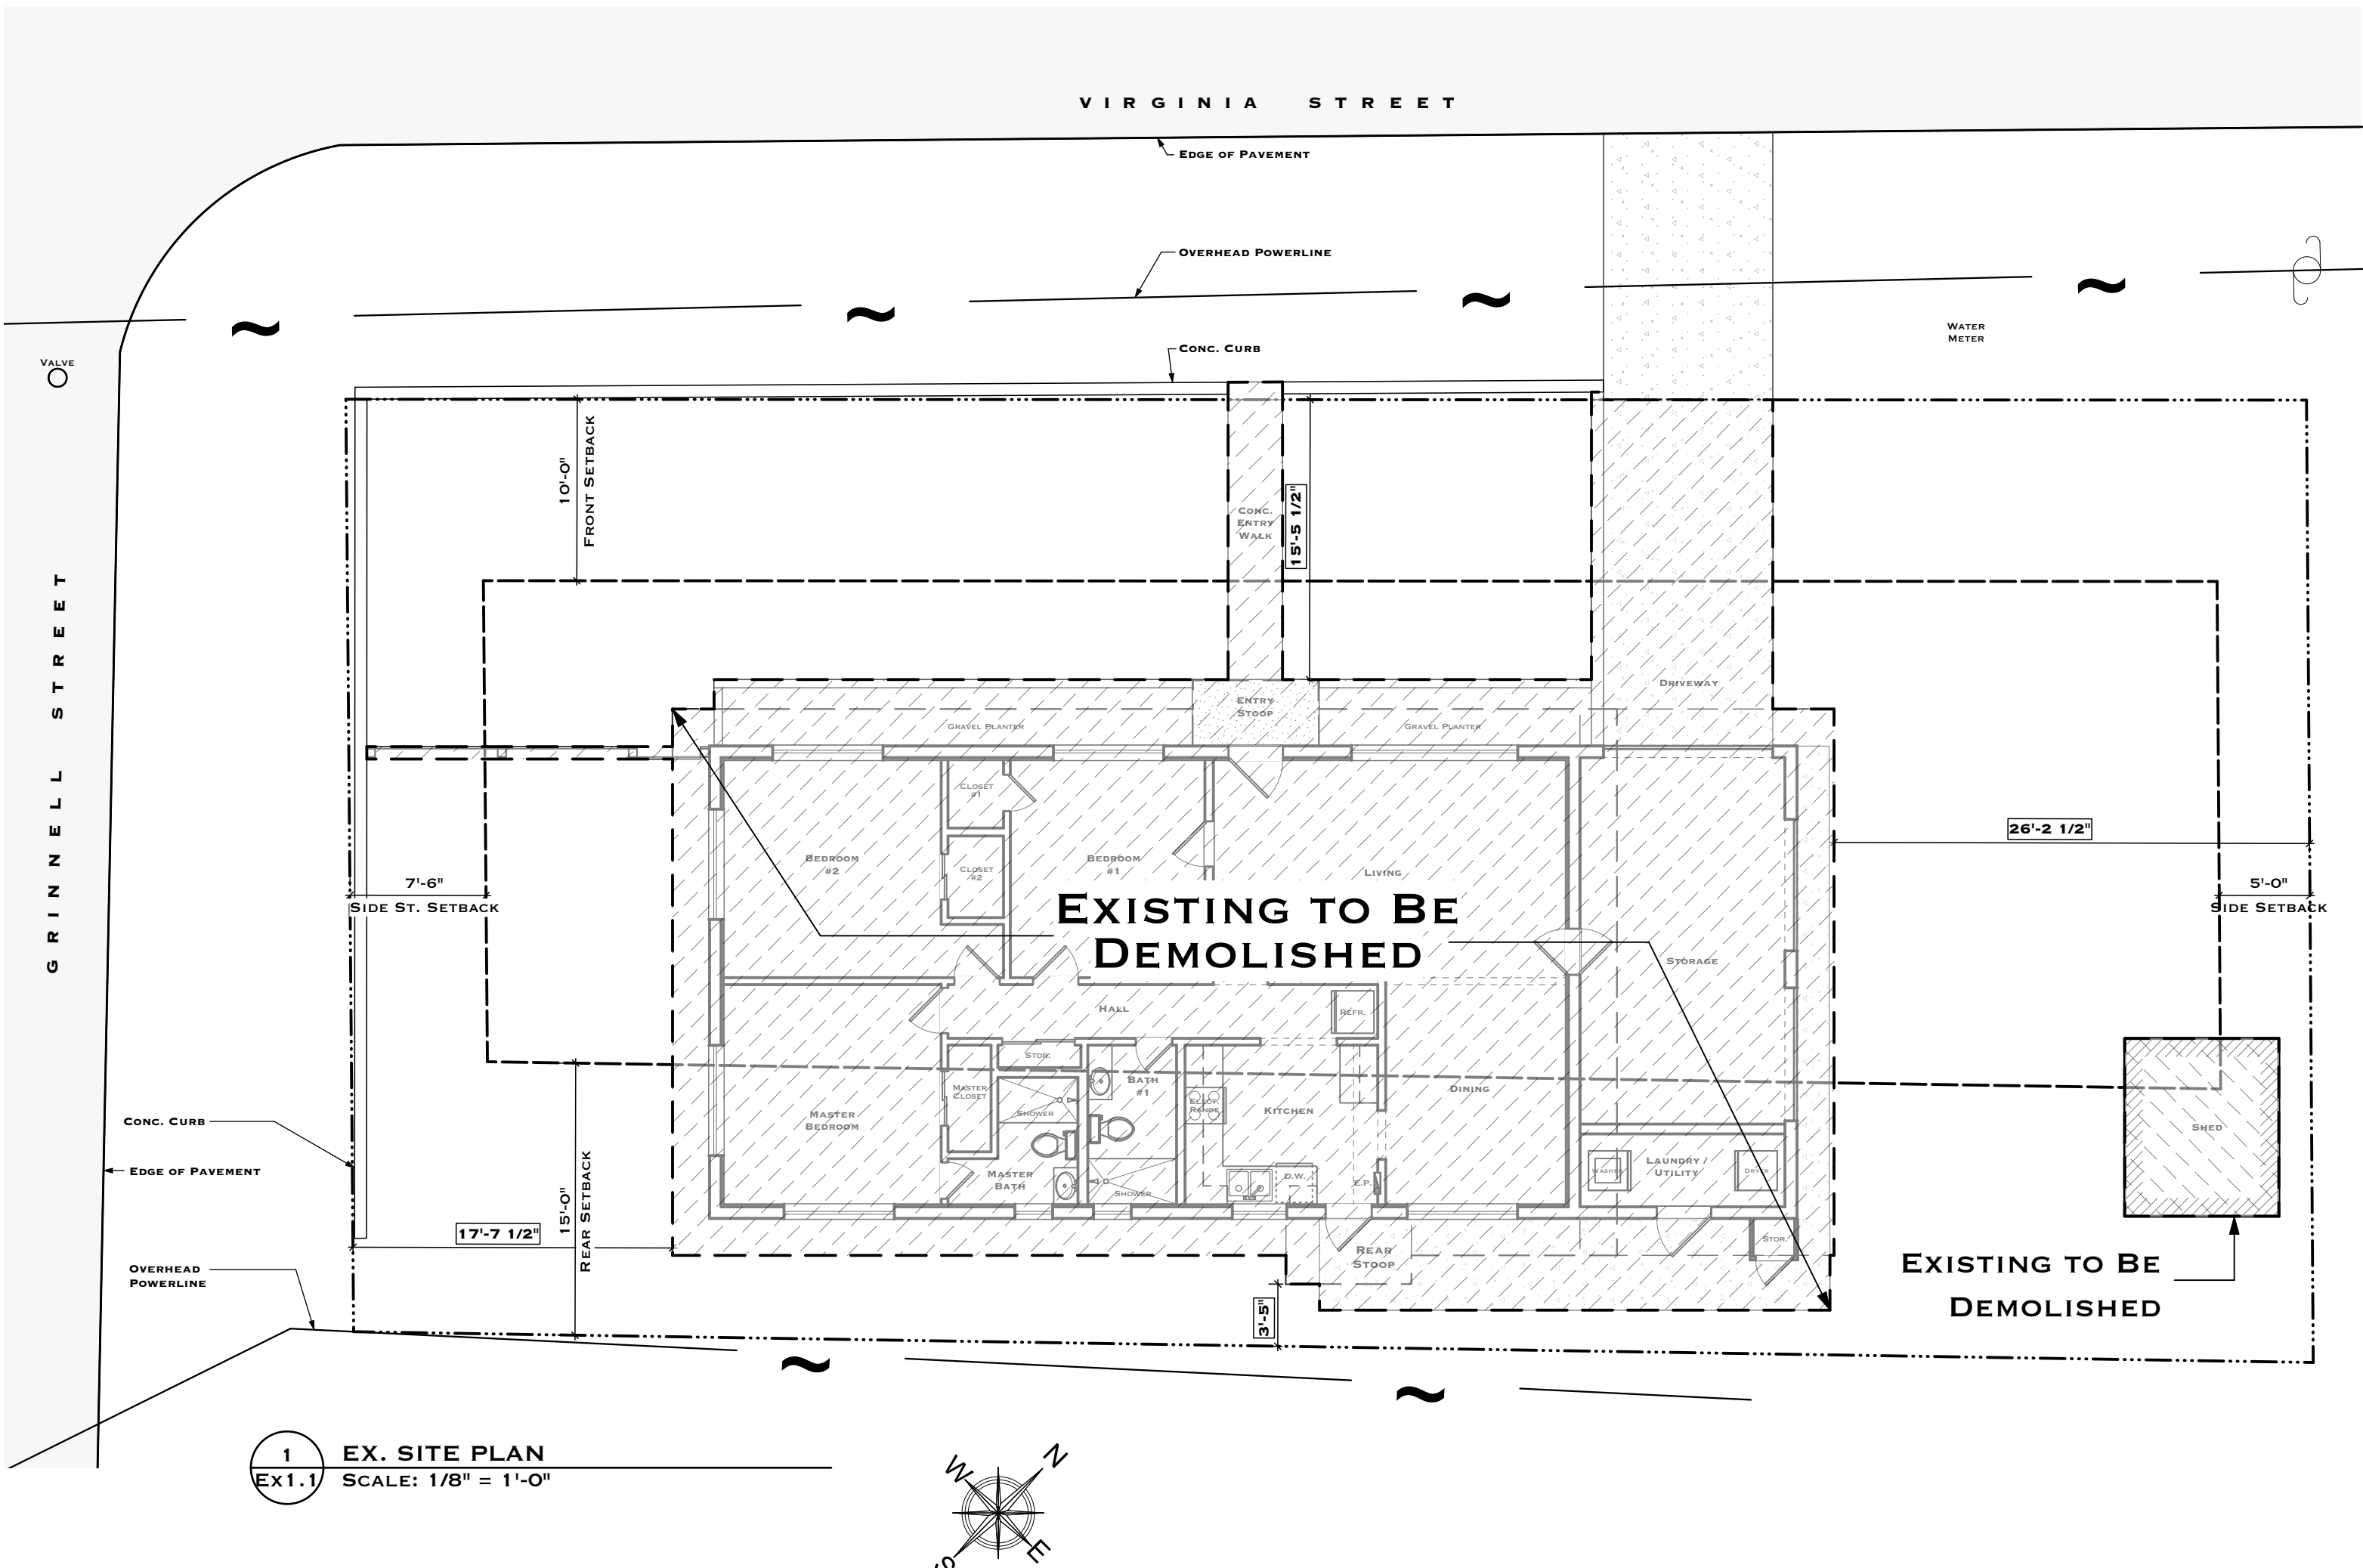 VIRGINIA STREET
EDGE OF PAVEMENT
OVERHEAD POWERLINE
WATER
METER
CONC. CURB
VALVE
10'-0"
FRONT SETBACK
CONC.
ENTRY
WALK
15'-5 1/2"
GRINNELL STREET
DRIVEWAY
ENTRY
STOOP
GRAVEL PLANTER
GRAVEL PLANTER
CLOSET
#1
BEDROOM
#2
CLOSET
#2
BEDROOM
#1
LIVING
26'-2 1/2"
7'-6"
SIDE ST. SETBACK
5'-0"
SIDE SETBACK
EXISTING TO BE
DEMOLISHED
STORAGE
HALL
REFR.
STOR.
MASTER
CLOSET
BATH
#1
SHOWER
ELECT.
RANGE
KITCHEN
DINING
MASTER
BEDROOM
SHED
CONC. CURB
EDGE OF PAVEMENT
MASTER
BATH
SHOWER
D.W.
E.P.
WASHER
LAUNDRY /
UTILITY
DRYER
15'-0"
REAR SETBACK
17'-7 1/2"
REAR
STOOP
STOR.
OVERHEAD
POWERLINE
3'-5"
EXISTING TO BE
DEMOLISHED
1
EX1.1
EX. SITE PLAN
SCALE: 1/8" = 1'-0"
W
N
S
E